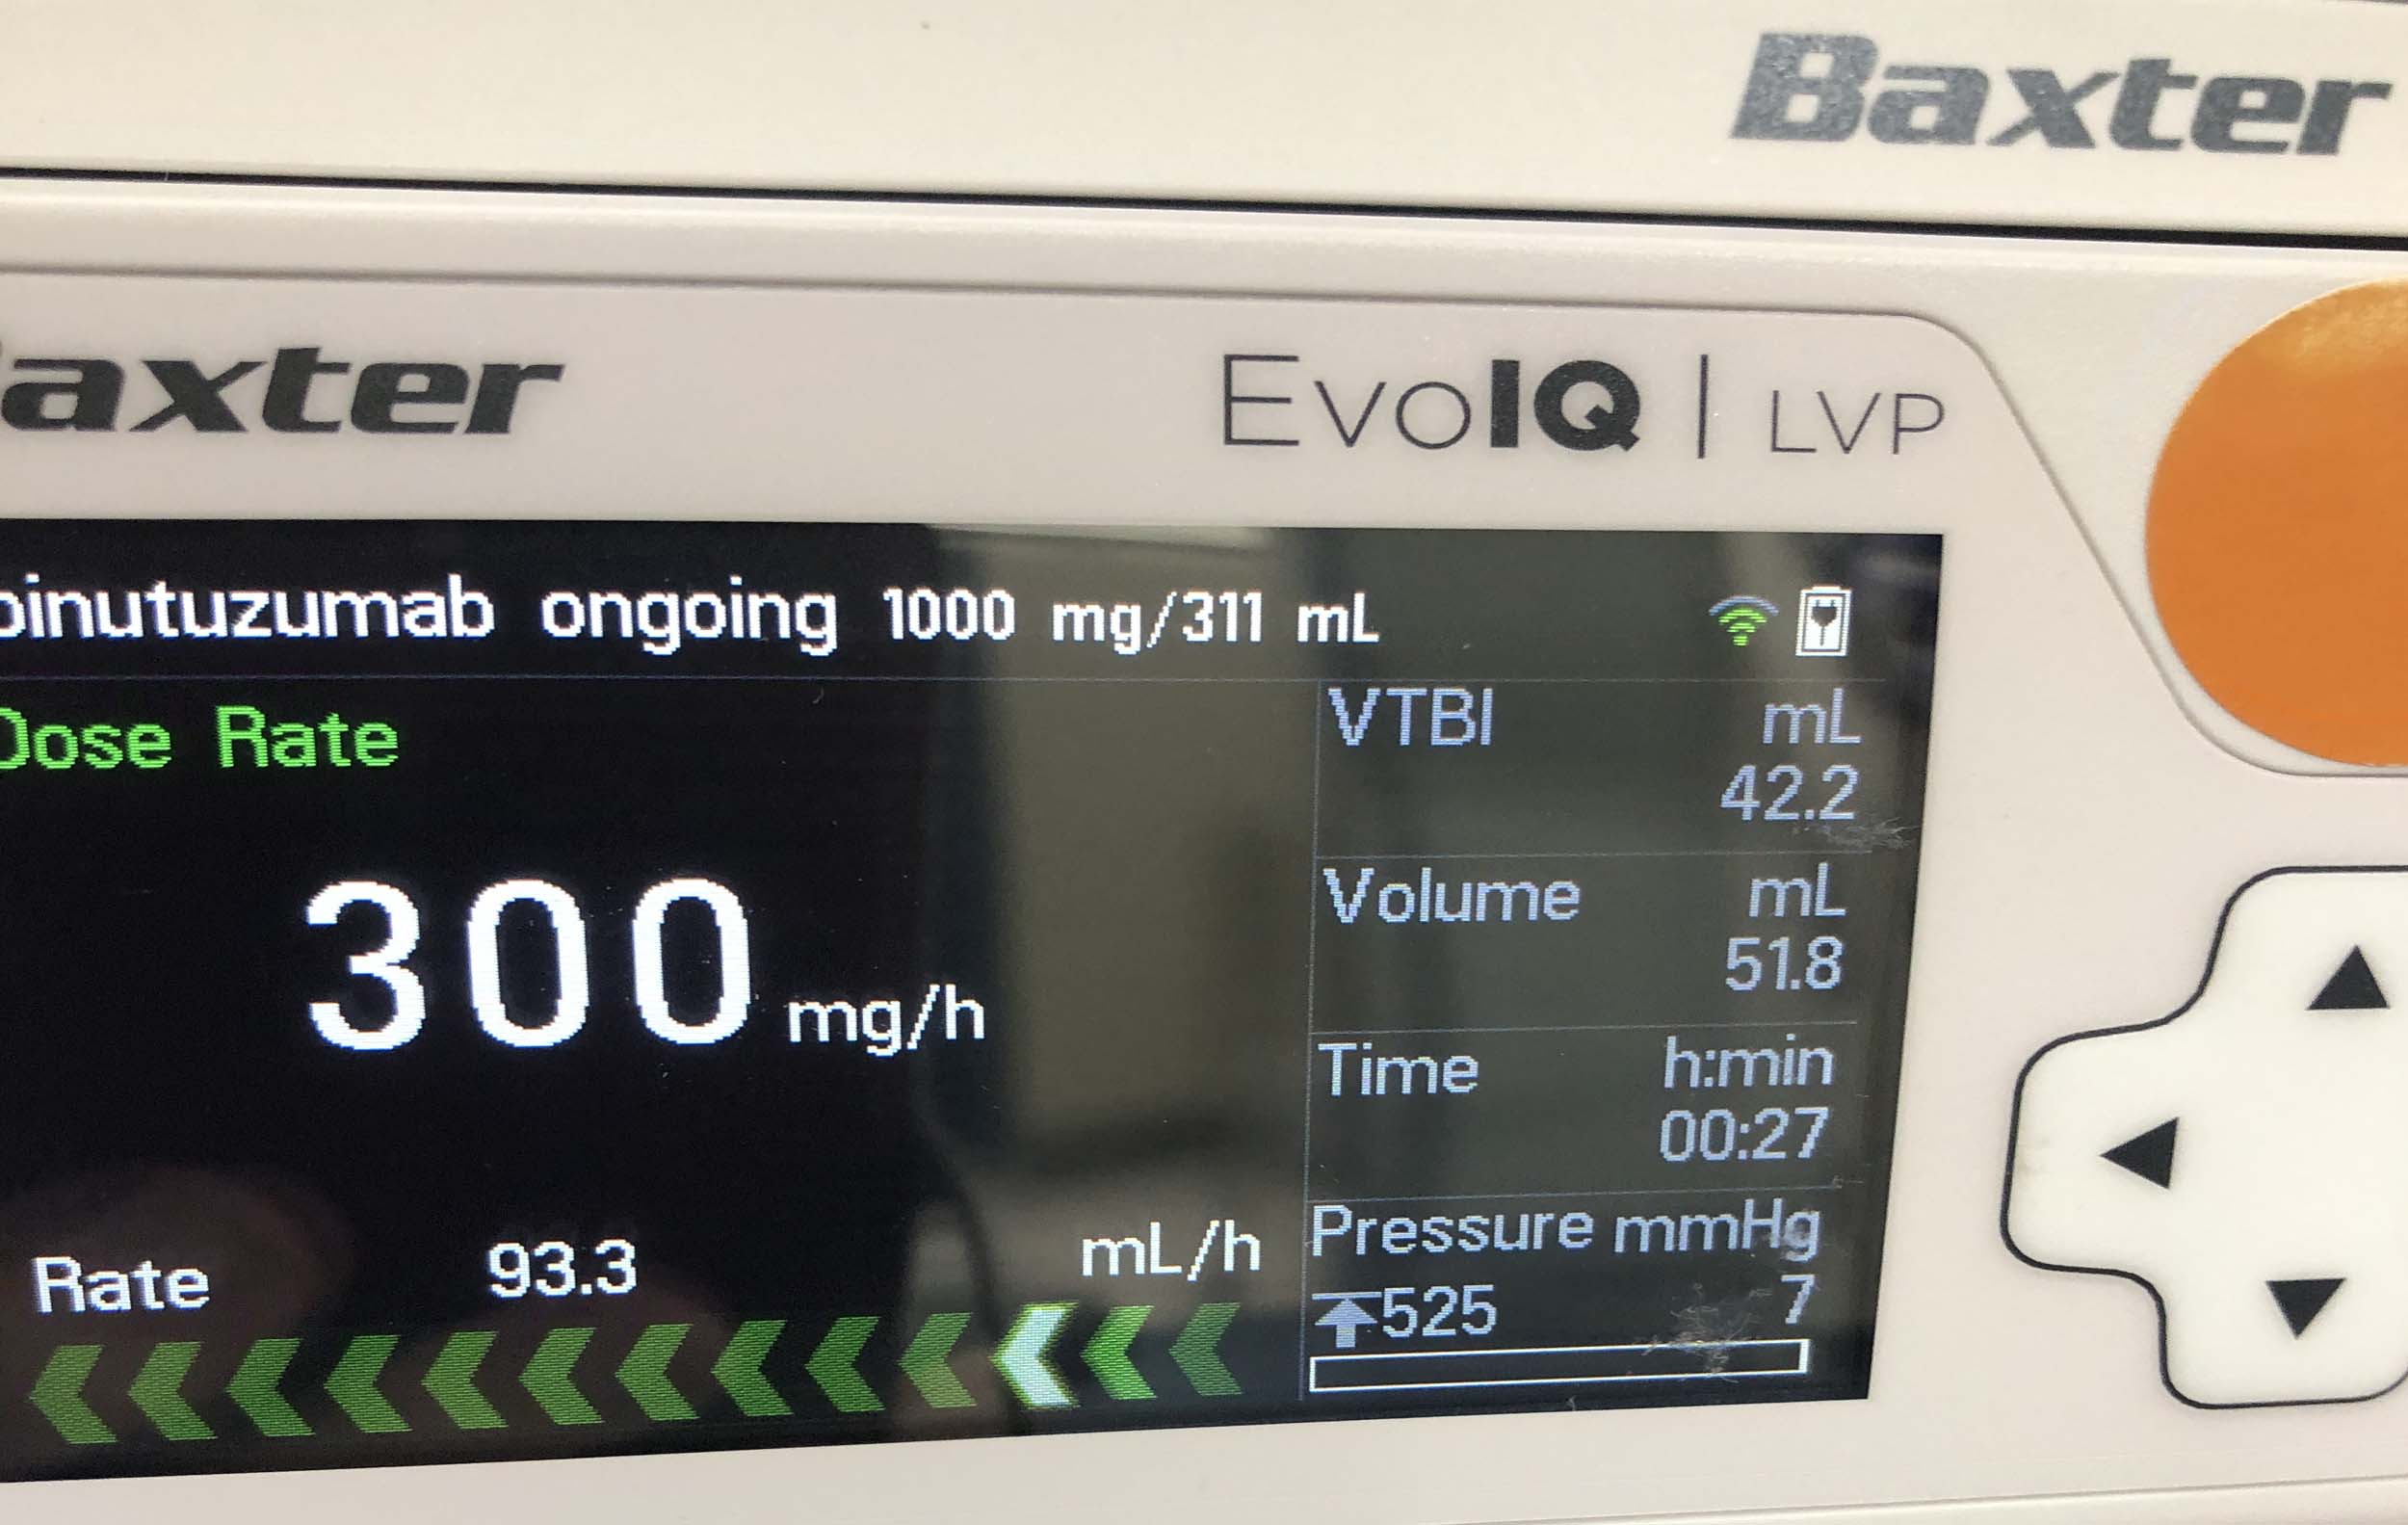 Baxter
axter
EvoIQ | LVP
binutuzumab ongoing 1000 mg/311 mL
Dose Rate
300 mg/h
Rate 93.3 mL/h
VTBI mL
42.2
Volume mL
51.8
Time h:min
00:27
Pressure mmHg
525 7